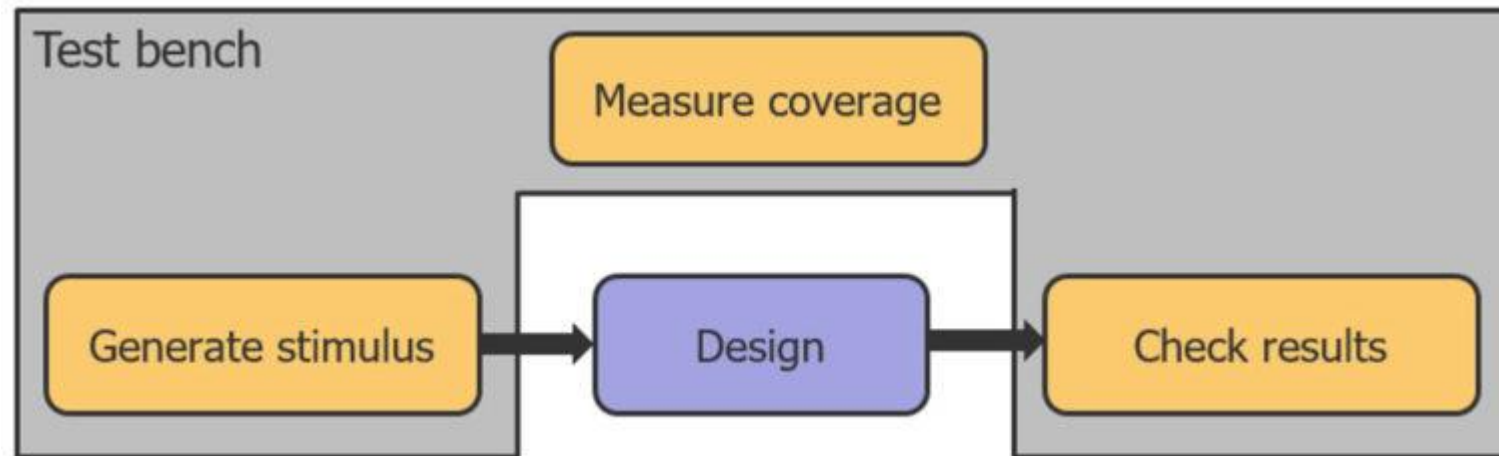 Test bench
Measure coverage
Generate stimulus
Design
Check results